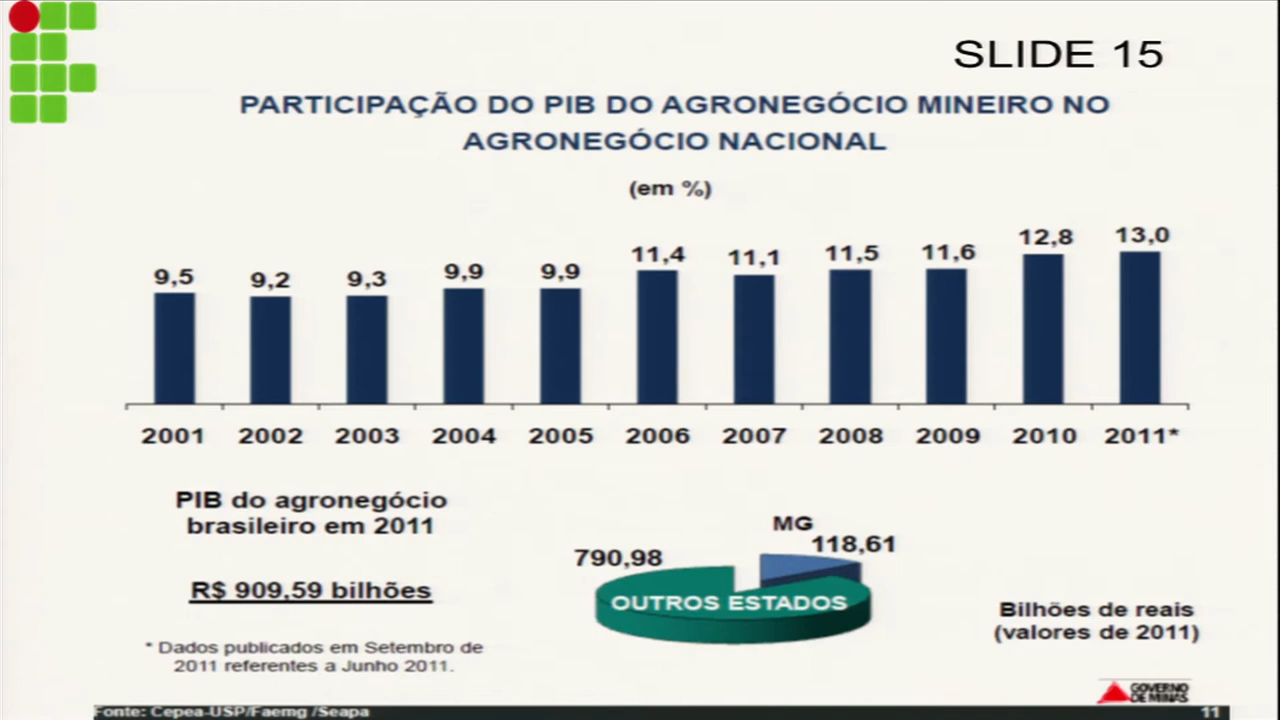 SLIDE 15
PARTICIPAÇÃO DO PIB DO AGRONEGÓCIO MINEIRO NO
AGRONEGÓCIO NACIONAL
(em %)
9,5 9,2 9,3 9,9 9,9 11,4 11,1 11,5 11,6 12,8 13,0
2001 2002 2003 2004 2005 2006 2007 2008 2009 2010 2011*
PIB do agronegócio
brasileiro em 2011
R$ 909,59 bilhões
* Dados publicados em Setembro de
2011 referentes a Junho 2011.
MG
118,61
790,98
OUTROS ESTADOS
Bilhões de reais
(valores de 2011)
GOVERNO
DE MINAS
Fonte: Cepea-USP/Faemg /Seapa
11